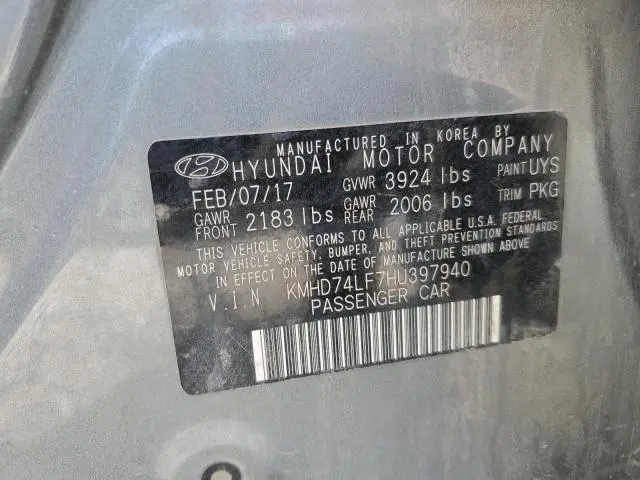 MANUFACTURED IN KOREA BY
HYUNDAI MOTOR COMPANY
FEB/07/17 GVWR 3924 lbs PAINT UYS
GAWR FRONT 2183 lbs GAWR REAR 2006 lbs TRIM PKG
THIS VEHICLE CONFORMS TO ALL APPLICABLE U.S.A. FEDERAL
MOTOR VEHICLE SAFETY, BUMPER, AND THEFT PREVENTION STANDARDS
IN EFFECT ON THE DATE OF MANUFACTURE SHOWN ABOVE
V.I.N. KMHD74LF7HU397940
PASSENGER CAR